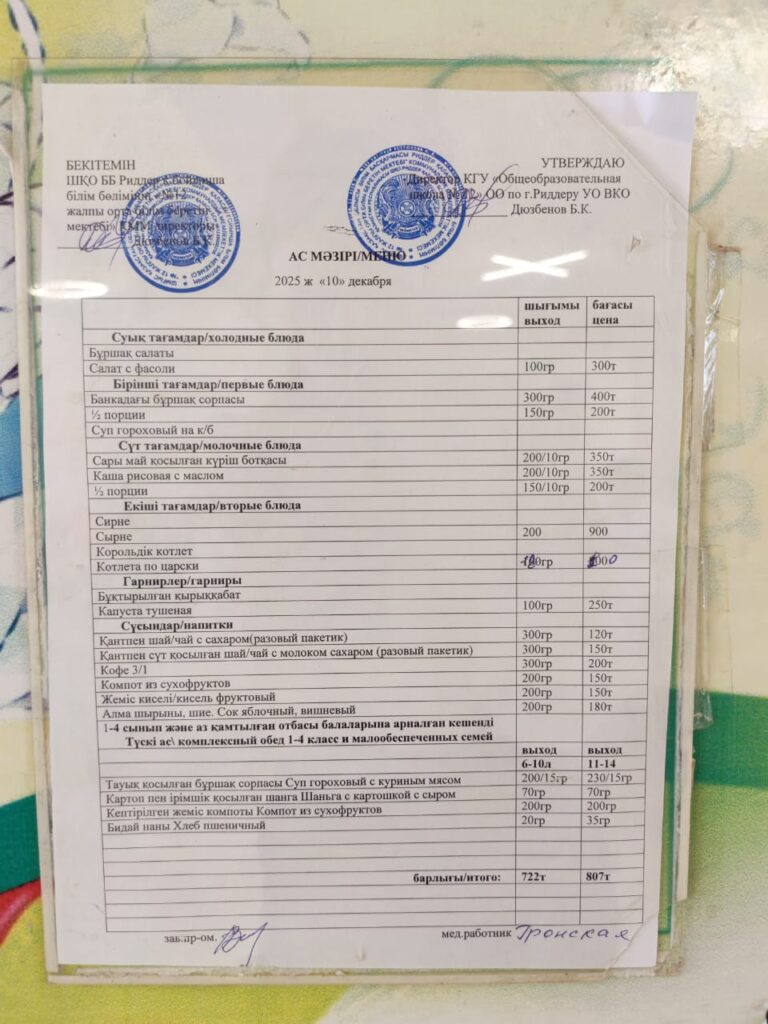 БЕКІТЕМІН
ШҚО ББ Риддер қ.бойынша
білім бөлімінің «№12
жалпы орта білім беретін
мектебі» КММ директоры
Дюзбенов Б.К.
УТВЕРЖДАЮ
Директор КГУ «Общеобразовательная
школа №12» ОО по г.Риддеру УО ВКО
Дюзбенов Б.К.
АС МӘЗІРІ/МЕНЮ
2025 ж «10» декабря
шығымы выход бағасы цена
Суық тағамдар/холодные блюда
Бұршақ салаты
Салат с фасоли 100гр 300т
Бірінші тағамдар/первые блюда
Банкадағы бұршақ сорпасы 300гр 400т
½ порции 150гр 200т
Суп гороховый на к/б
Сүт тағамдар/молочные блюда
Сары май қосылған күріш ботқасы 200/10гр 350т
Каша рисовая с маслом 200/10гр 350т
½ порции 150/10гр 200т
Екіші тағамдар/вторые блюда
Сирне
Сырне 200 900
Корольдік котлет
Котлета по царски
Гарнирлер/гарниры
Бұқтырылған қырыққабат
Капуста тушеная 100гр 250т
Сусындар/напитки
Қантпен шай/чай с сахаром(разовый пакетик) 300гр 120т
Қантпен сүт қосылған шай/чай с молоком сахаром (разовый пакетик) 300гр 150т
Кофе 3/1 300гр 200т
Компот из сухофруктов 200гр 150т
Жеміс киселі/кисель фруктовый 200гр 150т
Алма шырыны, шие. Сок яблочный, вишневый 200гр 180т
1-4 сынып және аз қамтылған отбасы балаларына арналған кешенді
Түскі ас\ комплексный обед 1-4 класс и малообеспеченных семей
выход выход
6-10л 11-14
Тауық қосылған бұршақ сорпасы Суп гороховый с куриным мясом 200/15гр 230/15гр
Картоп пен ірімшік қосылған шанга Шаньга с картошкой с сыром 70гр 70гр
Кептірілген жеміс компоты Компот из сухофруктов 200гр 200гр
Бидай наны Хлеб пшеничный 20гр 35гр
барлығы/итого: 722т 807т
зав.пр-ом.
мед.работник Гронская